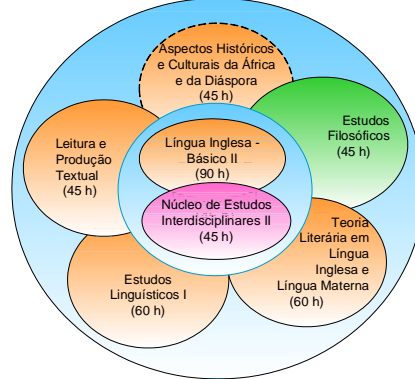 Aspectos Históricos
e Culturais da África
e da Diáspora
(45 h)
Estudos
Filosóficos
(45 h)
Leitura e
Produção
Textual
(45 h)
Língua Inglesa -
Básico II
(90 h)
Núcleo de Estudos
Interdisciplinares II
(45 h)
Teoria
Literária em
Língua
Inglesa e
Língua Materna
(60 h)
Estudos
Linguísticos I
(60 h)